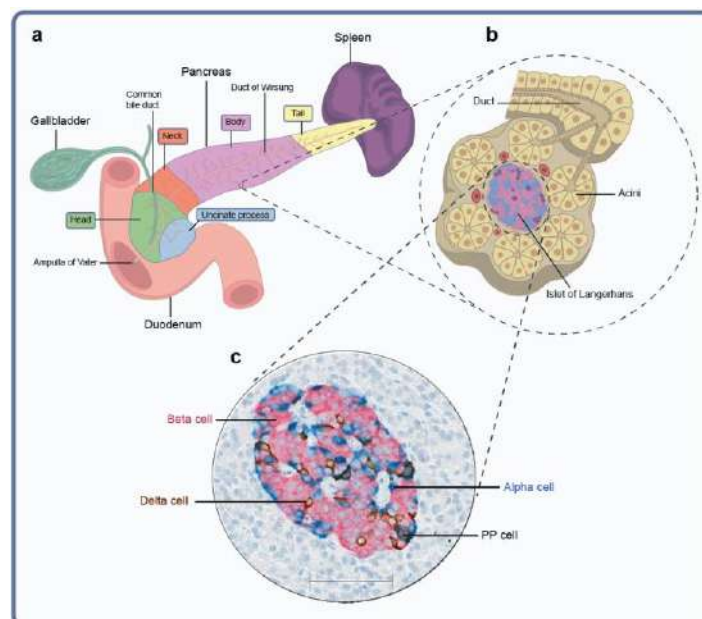 a
Spleen
b
Pancreas
Common
bile duct
Duct of Wirsung
Duct
Gallbladder
Body
Tail
Neck
Acini
Head
Uncinate process
Ampulla of Vater
Islet of Langerhans
Duodenum
c
Beta cell
Delta cell
Alpha cell
PP cell